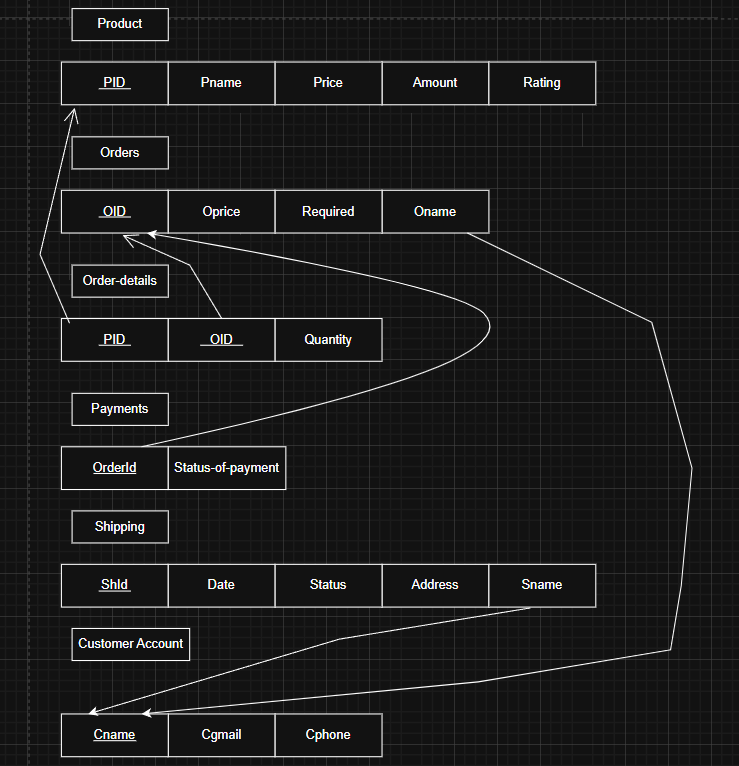 Product
PID Pname Price Amount Rating
Orders
OID Oprice Required Oname
Order-details
PID OID Quantity
Payments
OrderId Status-of-payment
Shipping
ShId Date Status Address Sname
Customer Account
Cname Cgmail Cphone